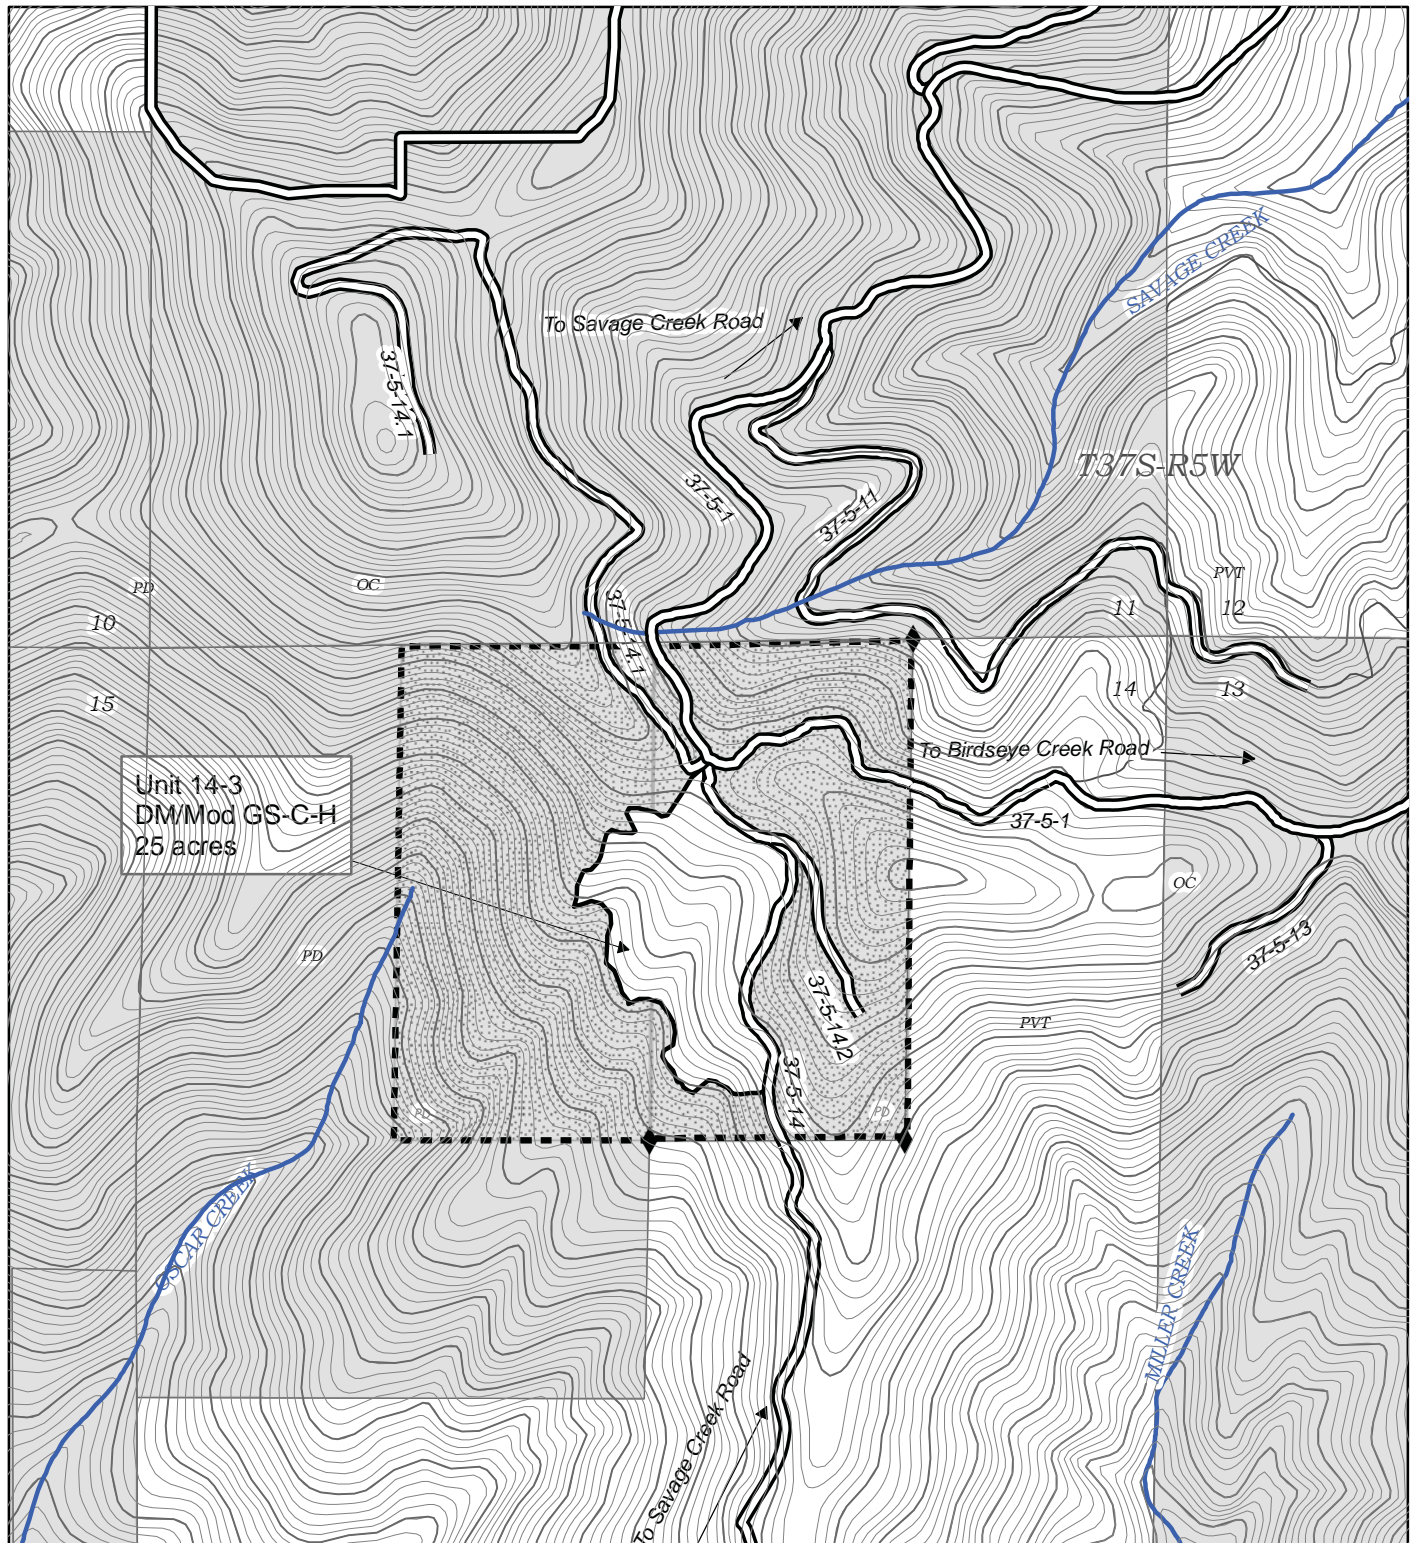 SAVAGE CREEK
To Savage Creek Road
37-5-14.1
T37S-R5W
37-5-1
37-5-11
PD
OC
PVT
37-5-14.1
11
12
10
14
13
15
To Birdseye Creek Road
Unit 14-3
DM/Mod GS-C-H
25 acres
37-5-1
OC
37-5-13
PD
37-5-14.2
PVT
37-5-14
PD
PD
OSCAR CREEK
MILLER CREEK
To Savage Creek Road